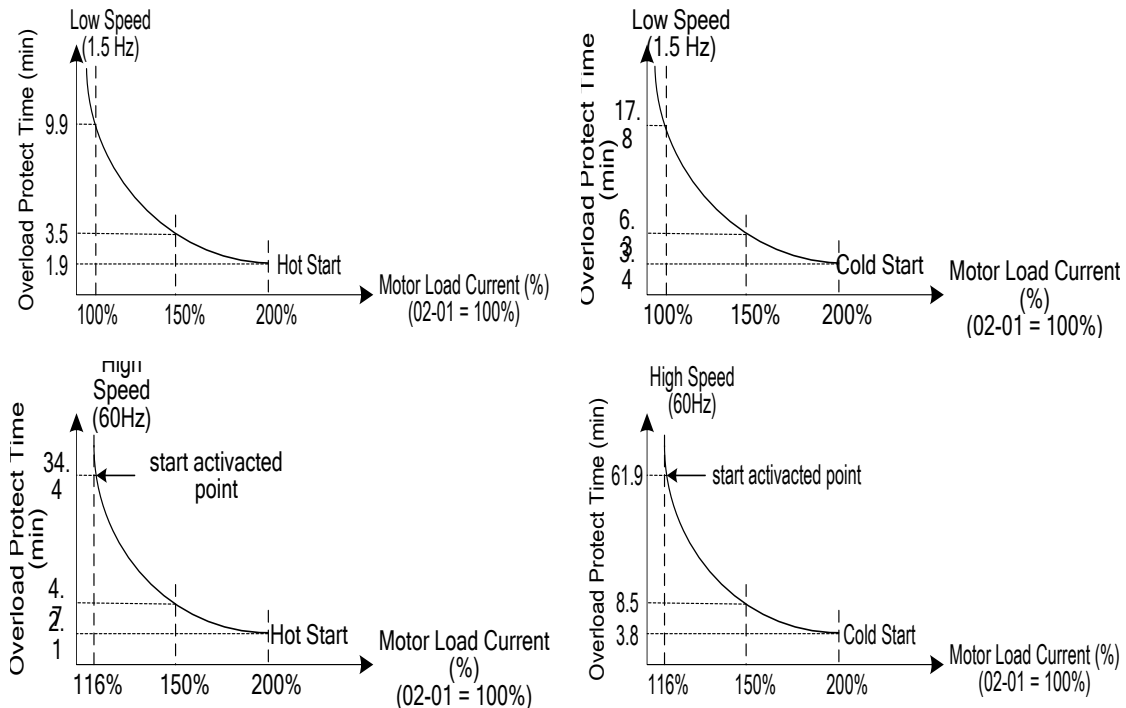 Low Speed
(1.5 Hz)
Overload Protect Time (min)
9.9
3.5
1.9
Hot Start
100%
150%
200%
Motor Load Current (%)
(02-01 = 100%)
Low Speed
(1.5 Hz)
Overload Protect Time
(min)
17.
8
6.
3
3.
4
Cold Start
100%
150%
200%
Motor Load Current
(%)
(02-01 = 100%)
High
Speed
(60Hz)
Overload Protect Time
(min)
34.
4
start activacted
point
4.
7
2.
1
Hot Start
116%
150%
200%
Motor Load Current
(%)
(02-01 = 100%)
High Speed
(60Hz)
Overload Protect Time (min)
61.9
start activacted point
8.5
3.8
Cold Start
116%
150%
200%
Motor Load Current (%)
(02-01 = 100%)